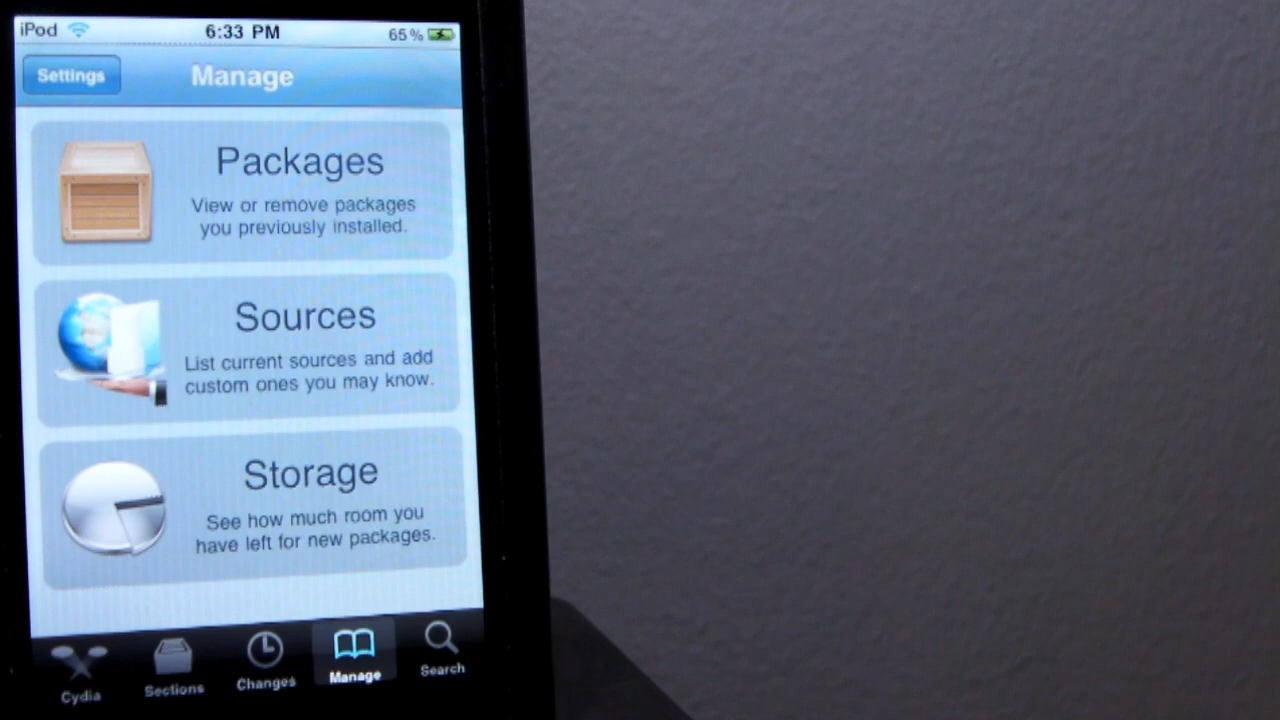 iPod 6:33 PM 65%
Settings Manage
Packages
View or remove packages
you previously installed.
Sources
List current sources and add
custom ones you may know.
Storage
See how much room you
have left for new packages.
Cydia Sections Changes Manage Search